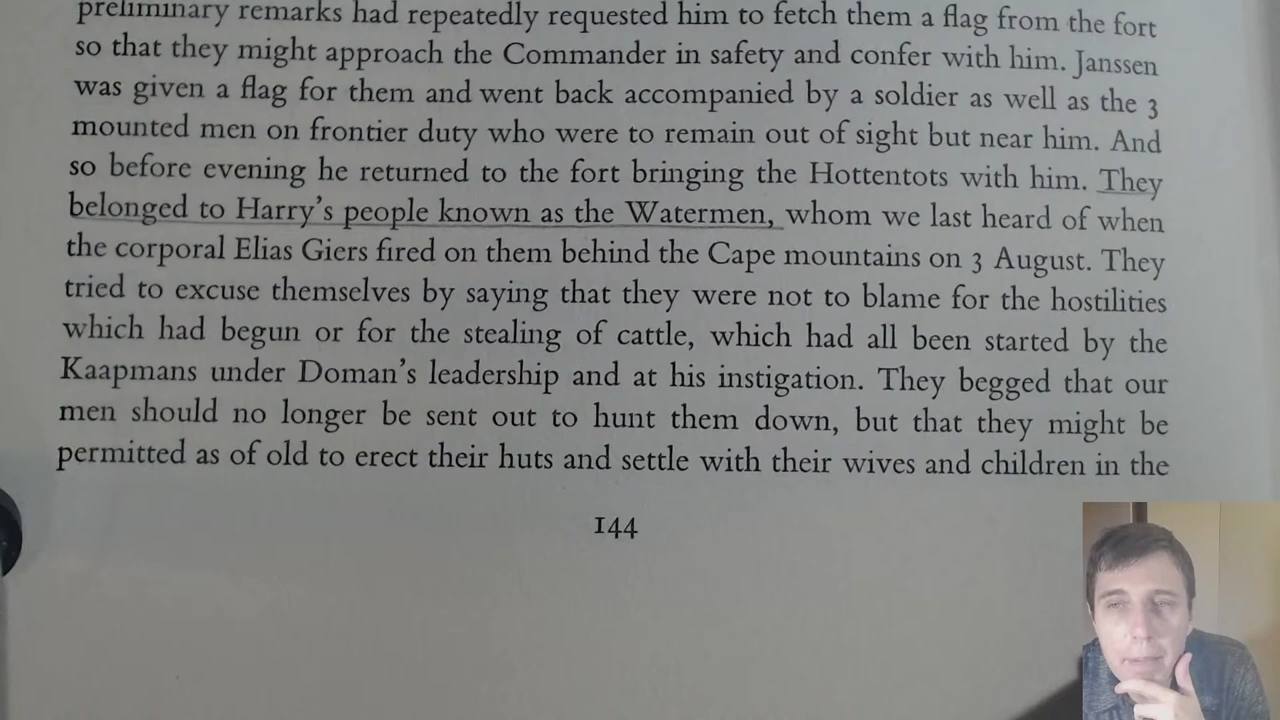 preliminary remarks had repeatedly requested him to fetch them a flag from the fort
so that they might approach the Commander in safety and confer with him. Janssen
was given a flag for them and went back accompanied by a soldier as well as the 3
mounted men on frontier duty who were to remain out of sight but near him. And
so before evening he returned to the fort bringing the Hottentots with him. They
belonged to Harry's people known as the Watermen, whom we last heard of when
the corporal Elias Giers fired on them behind the Cape mountains on 3 August. They
tried to excuse themselves by saying that they were not to blame for the hostilities
which had begun or for the stealing of cattle, which had all been started by the
Kaapmans under Doman's leadership and at his instigation. They begged that our
men should no longer be sent out to hunt them down, but that they might be
permitted as of old to erect their huts and settle with their wives and children in the
144